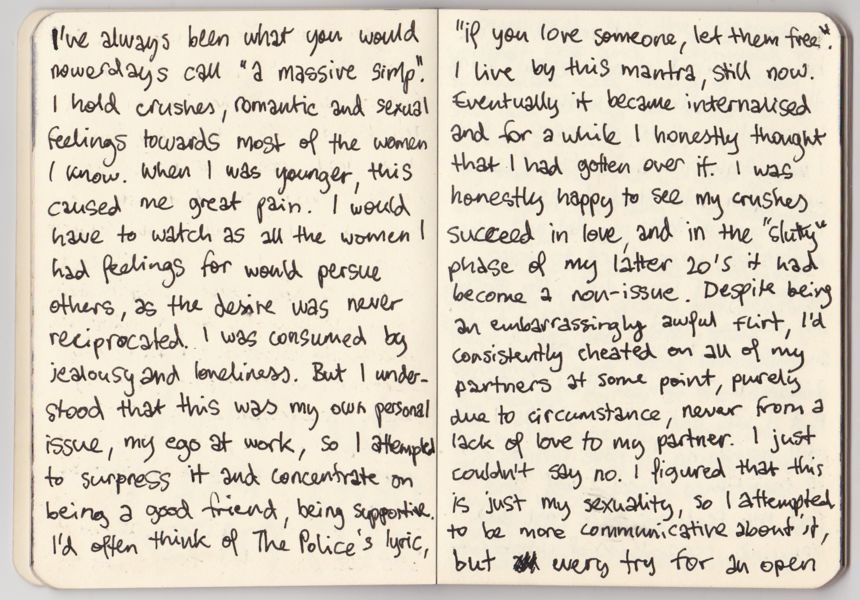 I've always been what you would
nowerdays call "a massive simp".
I hold crushes, romantic and sexual
feelings towards most of the women
I know. When I was younger, this
caused me great pain. I would
have to watch as all the women I
had feelings for would persue
others, as the desire was never
reciprocated. I was consumed by
jealousy and loneliness. But I under-
stood that this was my own personal
issue, my ego at work, so I attempted
to surpress it and concentrate on
being a good friend, being supportive.
I'd often think of The Police's lyric,
"if you love someone, let them free".
I live by this mantra, still now.
Eventually it became internalised
and for a while I honestly thought
that I had gotten over it. I was
honestly happy to see my crushes
succeed in love, and in the "slutty"
phase of my latter 20's it had
become a non-issue. Despite being
an embarrassingly awful flirt, I'd
consistently cheated on all of my
partners at some point, purely
due to circumstance, never from a
lack of love to my partner. I just
couldn't say no. I figured that this
is just my sexuality, so I attempted
to be more communicative about it,
but every try for an open